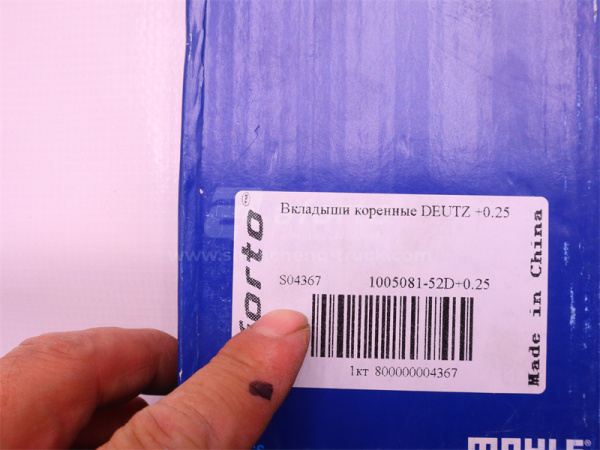 Вкладыши коренные DEUTZ +0.25
S04367 1005081-52D+0.25
1кт 800000004367
Made in China
MAHLE